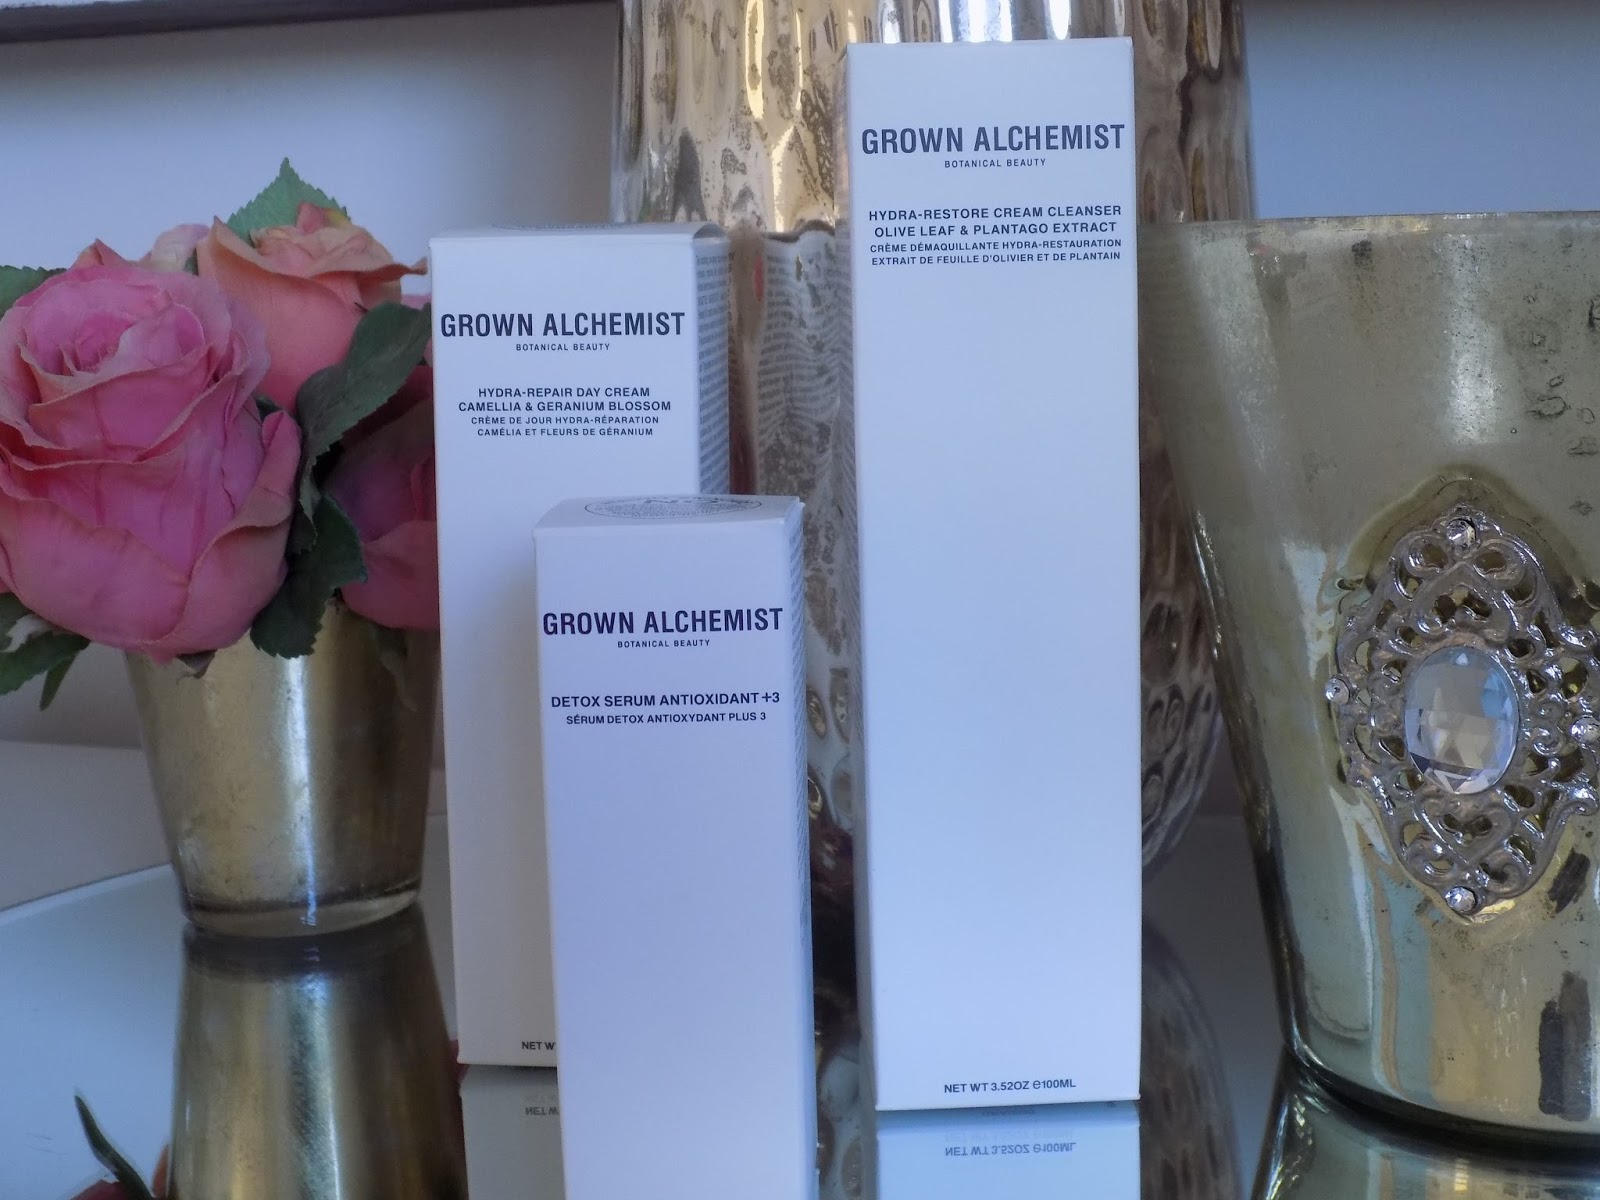 GROWN ALCHEMIST
BOTANICAL BEAUTY
HYDRA-REPAIR DAY CREAM
CAMELLIA & GERANIUM BLOSSOM
CRÈME DE JOUR HYDRA-RÉPARATION
CAMÉLIA ET FLEURS DE GÉRANIUM
NET W
GROWN ALCHEMIST
BOTANICAL BEAUTY
DETOX SERUM ANTIOXIDANT +3
SÉRUM DETOX ANTIOXYDANT PLUS 3
GROWN ALCHEMIST
BOTANICAL BEAUTY
HYDRA-RESTORE CREAM CLEANSER
OLIVE LEAF & PLANTAGO EXTRACT
CRÈME DÉMAQUILLANTE HYDRA-RESTAURATION
EXTRAIT DE FEUILLE D'OLIVIER ET DE PLANTAIN
NET WT 3.52OZ ℮100ML